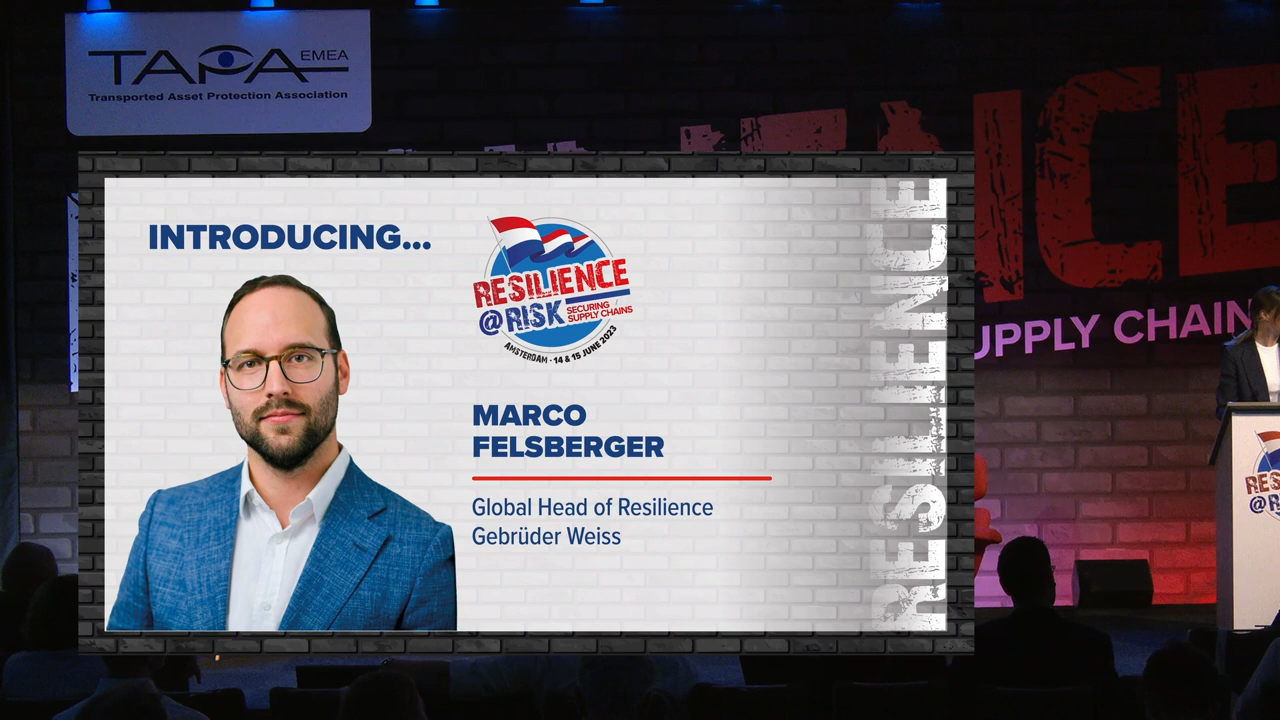 TAPA EMEA
Transported Asset Protection Association
INTRODUCING...
RESILIENCE
@RISK
SECURING
SUPPLY CHAINS
AMSTERDAM · 14 & 15 JUNE 2023
MARCO
FELSBERGER
Global Head of Resilience
Gebrüder Weiss
RESILIENCE
ICE
UPPLY CHAIN
RES
@R